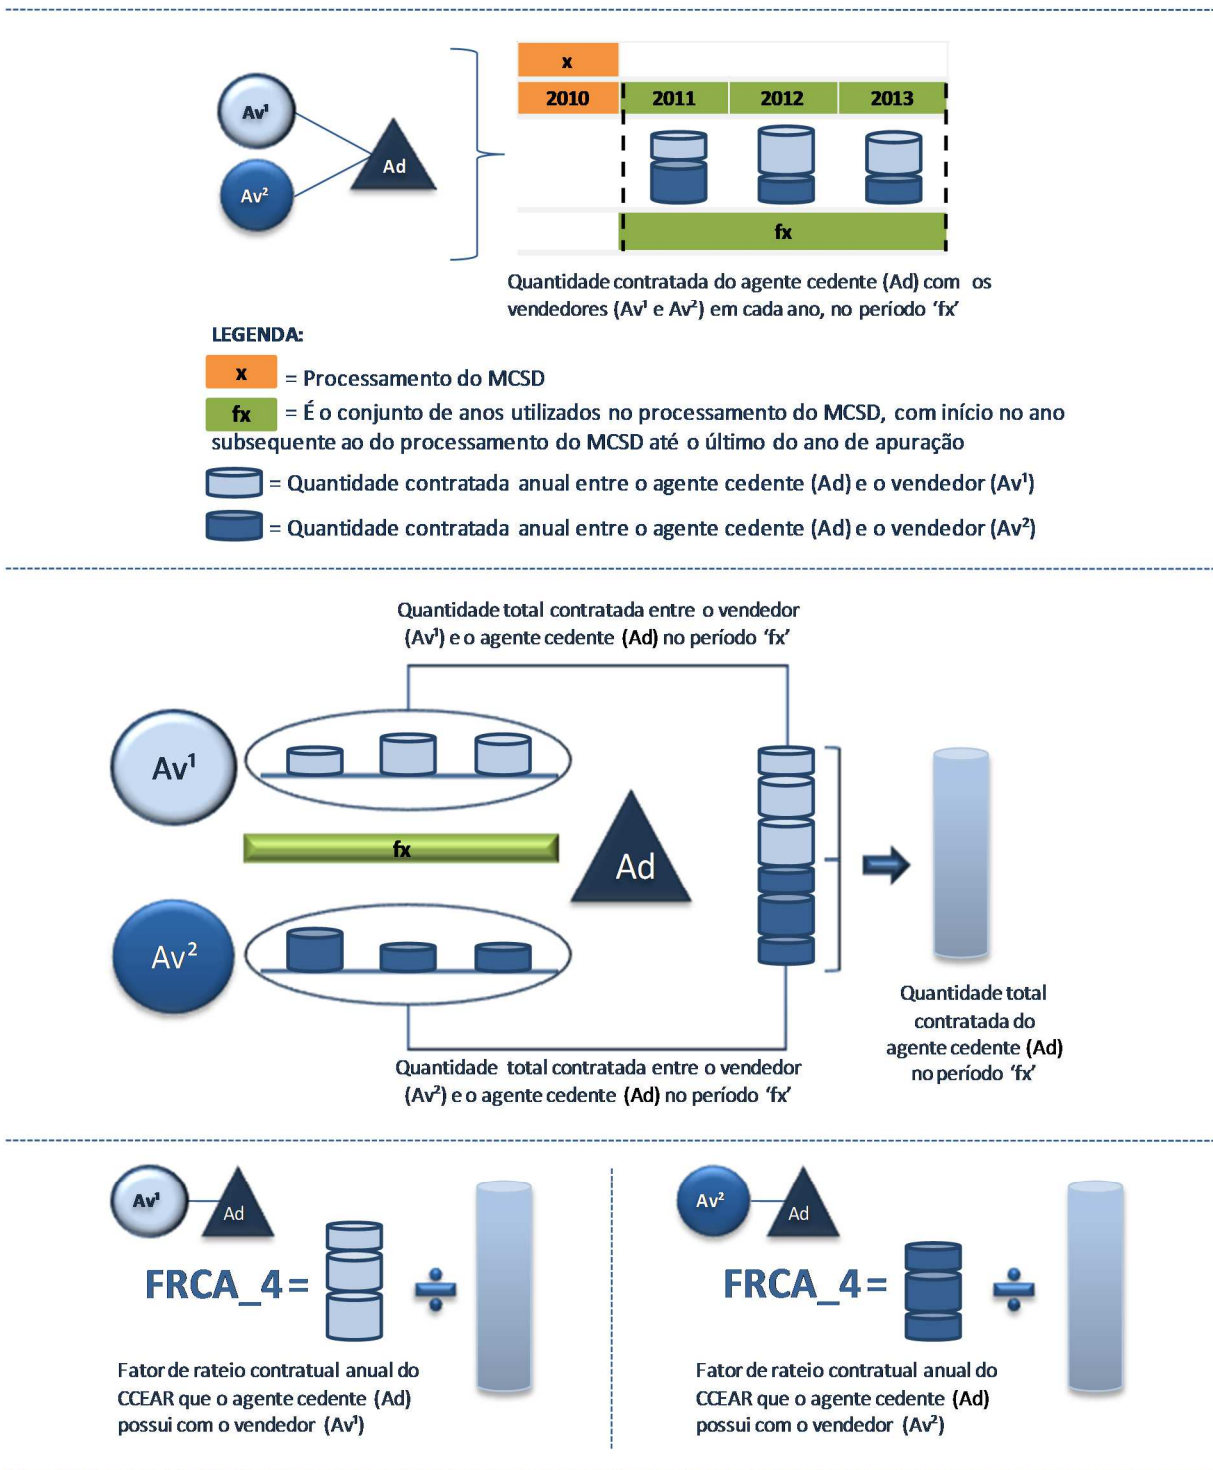 x
2010 2011 2012 2013
Av¹
Ad
Av²
fx
Quantidade contratada do agente cedente (Ad) com os
vendedores (Av¹ e Av²) em cada ano, no período 'fx'
LEGENDA:
x = Processamento do MCSD
fx = É o conjunto de anos utilizados no processamento do MCSD, com início no ano
subsequente ao do processamento do MCSD até o último do ano de apuração
= Quantidade contratada anual entre o agente cedente (Ad) e o vendedor (Av¹)
= Quantidade contratada anual entre o agente cedente (Ad) e o vendedor (Av²)
Quantidade total contratada entre o vendedor
(Av¹) e o agente cedente (Ad) no período 'fx'
Av¹
fx
Ad
Av²
Quantidade total
contratada do
agente cedente (Ad)
no período 'fx'
Quantidade total contratada entre o vendedor
(Av²) e o agente cedente (Ad) no período 'fx'
Av¹
Ad
FRCA_4 = ÷
Fator de rateio contratual anual do
CCEAR que o agente cedente (Ad)
possui com o vendedor (Av¹)
Av²
Ad
FRCA_4 = ÷
Fator de rateio contratual anual do
CCEAR que o agente cedente (Ad)
possui com o vendedor (Av²)